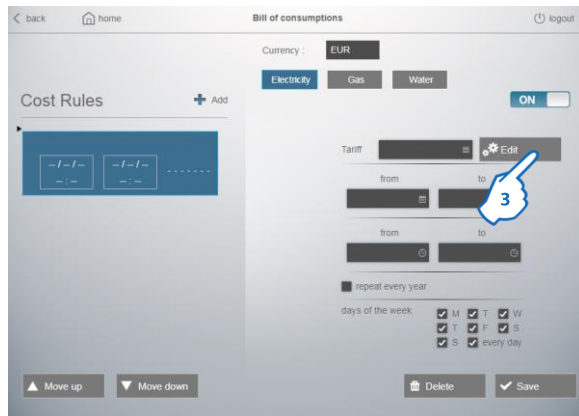 back home Bill of consumptions logout
Currency : EUR
Electricity Gas Water
Cost Rules Add
ON
Tariff Edit
-- / -- / -- -- / -- / -- - - - - - - -
-- : -- -- : --
from to
3
from to
repeat every year
days of the week M T W
T F S
S every day
Move up Move down Delete Save